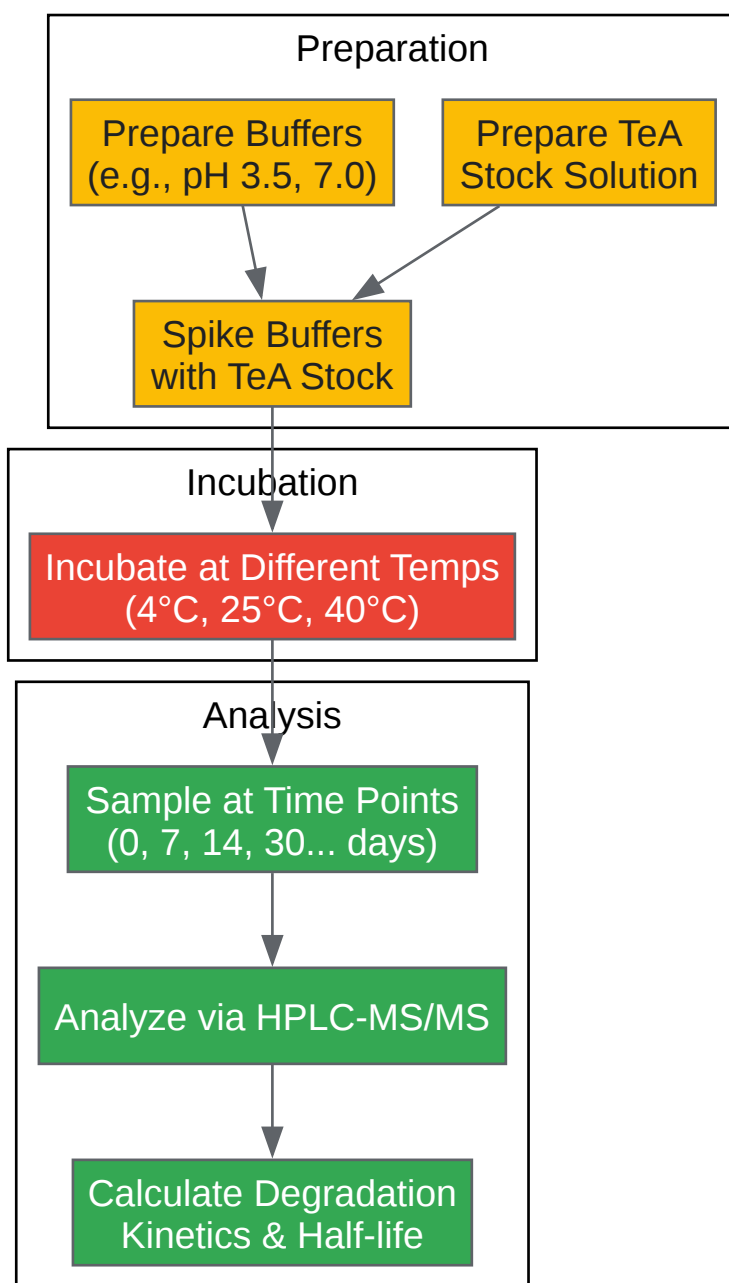 Preparation
Prepare Buffers
(e.g., pH 3.5, 7.0)
Prepare TeA
Stock Solution
Spike Buffers
with TeA Stock
Incubation
Incubate at Different Temps
(4°C, 25°C, 40°C)
Analysis
Sample at Time Points
(0, 7, 14, 30... days)
Analyze via HPLC-MS/MS
Calculate Degradation
Kinetics & Half-life